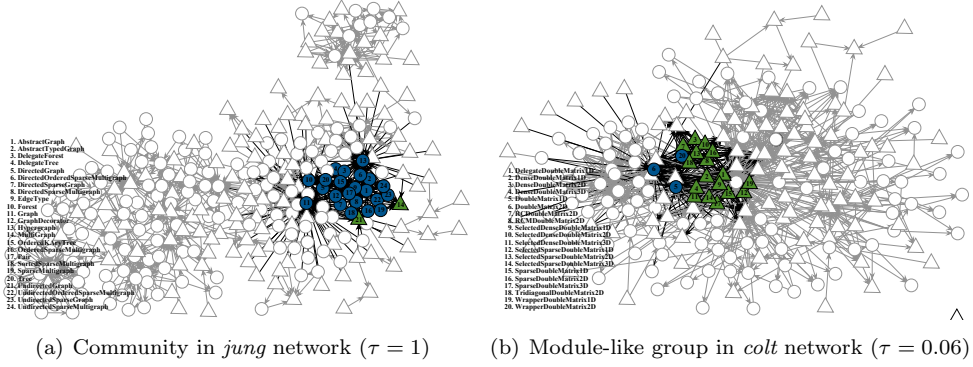 1. AbstractGraph
2. AbstractTypedGraph
3. DelegateForest
4. DelegateTree
5. DirectedGraph
6. DirectedOrderedSparseMultigraph
7. DirectedSparseGraph
8. DirectedSparseMultigraph
9. EdgeType
10. Forest
11. Graph
12. GraphDecorator
13. Hypergraph
14. MultiGraph
15. OrderedKAryTree
16. OrderedSparseMultigraph
17. Pair
18. SortedSparseMultigraph
19. SparseMultigraph
20. Tree
21. UndirectedGraph
22. UndirectedOrderedSparseMultigraph
23. UndirectedSparseGraph
24. UndirectedSparseMultigraph
(a) Community in jung network (τ = 1)
1. DelegateDoubleMatrix1D
2. DenseDoubleMatrix1D
3. DenseDoubleMatrix2D
4. DenseDoubleMatrix3D
5. DoubleMatrix1D
6. DoubleMatrix2D
7. RCDoubleMatrix2D
8. RCMDoubleMatrix2D
9. SelectedDenseDoubleMatrix1D
10. SelectedDenseDoubleMatrix2D
11. SelectedDenseDoubleMatrix3D
12. SelectedSparseDoubleMatrix1D
13. SelectedSparseDoubleMatrix2D
14. SelectedSparseDoubleMatrix3D
15. SparseDoubleMatrix1D
16. SparseDoubleMatrix2D
17. SparseDoubleMatrix3D
18. TridiagonalDoubleMatrix2D
19. WrapperDoubleMatrix1D
20. WrapperDoubleMatrix2D
(b) Module-like group in colt network (τ = 0.06)